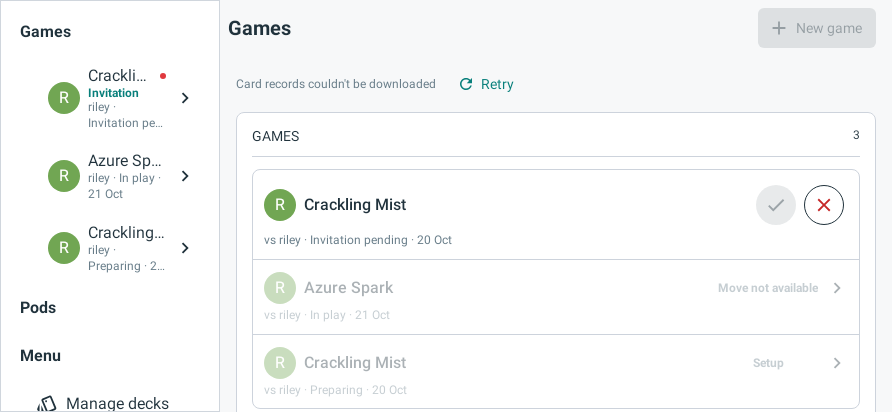 Games
R
Crackli...
Invitation
riley ·
Invitation pe...
R
Azure Sp...
riley · In play ·
21 Oct
R
Crackling...
riley ·
Preparing · 2...
Pods
Menu
Manage decks
Games
New game
Card records couldn't be downloaded
Retry
GAMES
3
R
Crackling Mist
vs riley · Invitation pending · 20 Oct
R
Azure Spark
Move not available
vs riley · In play · 21 Oct
R
Crackling Mist
Setup
vs riley · Preparing · 20 Oct